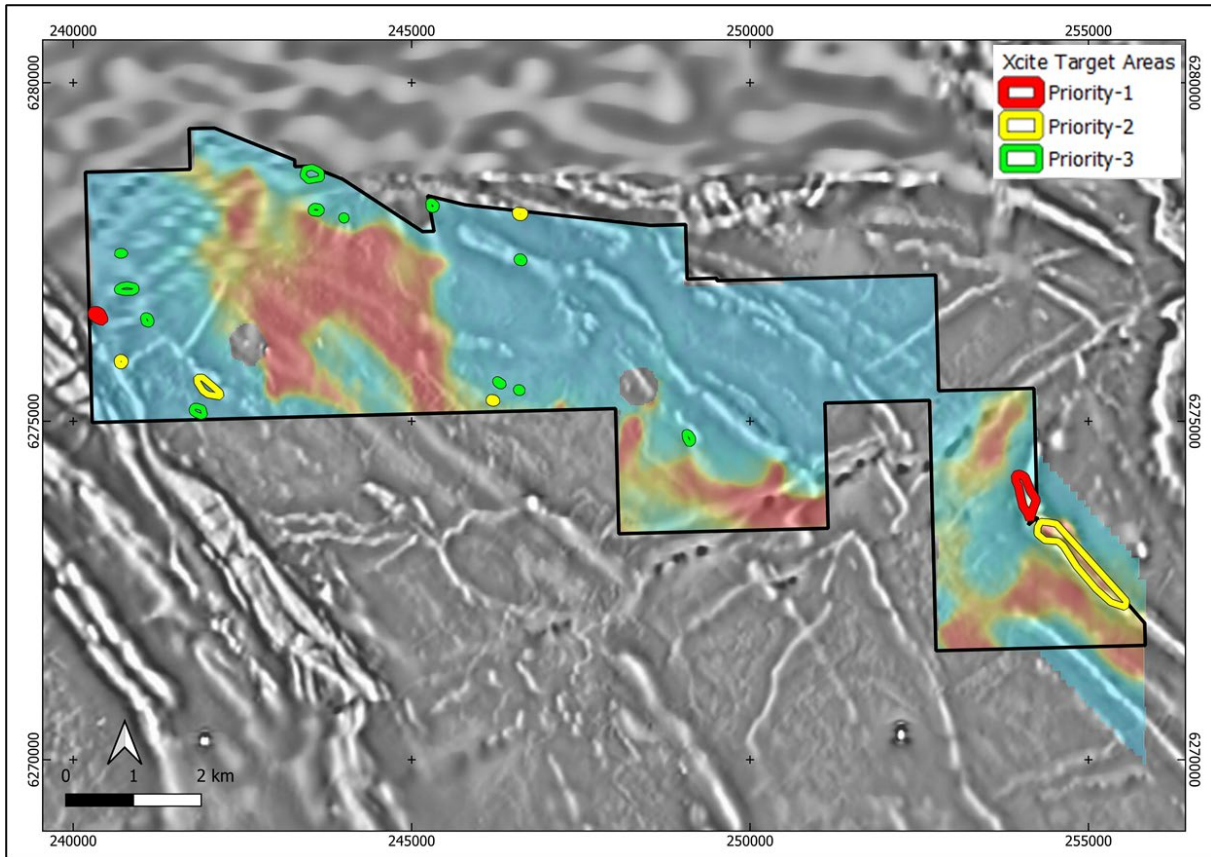 240000 245000 250000 255000
Xcite Target Areas
Priority-1
Priority-2
Priority-3
6280000 6280000
6275000 6275000
6270000 6270000
0 1 2 km
240000 245000 250000 255000